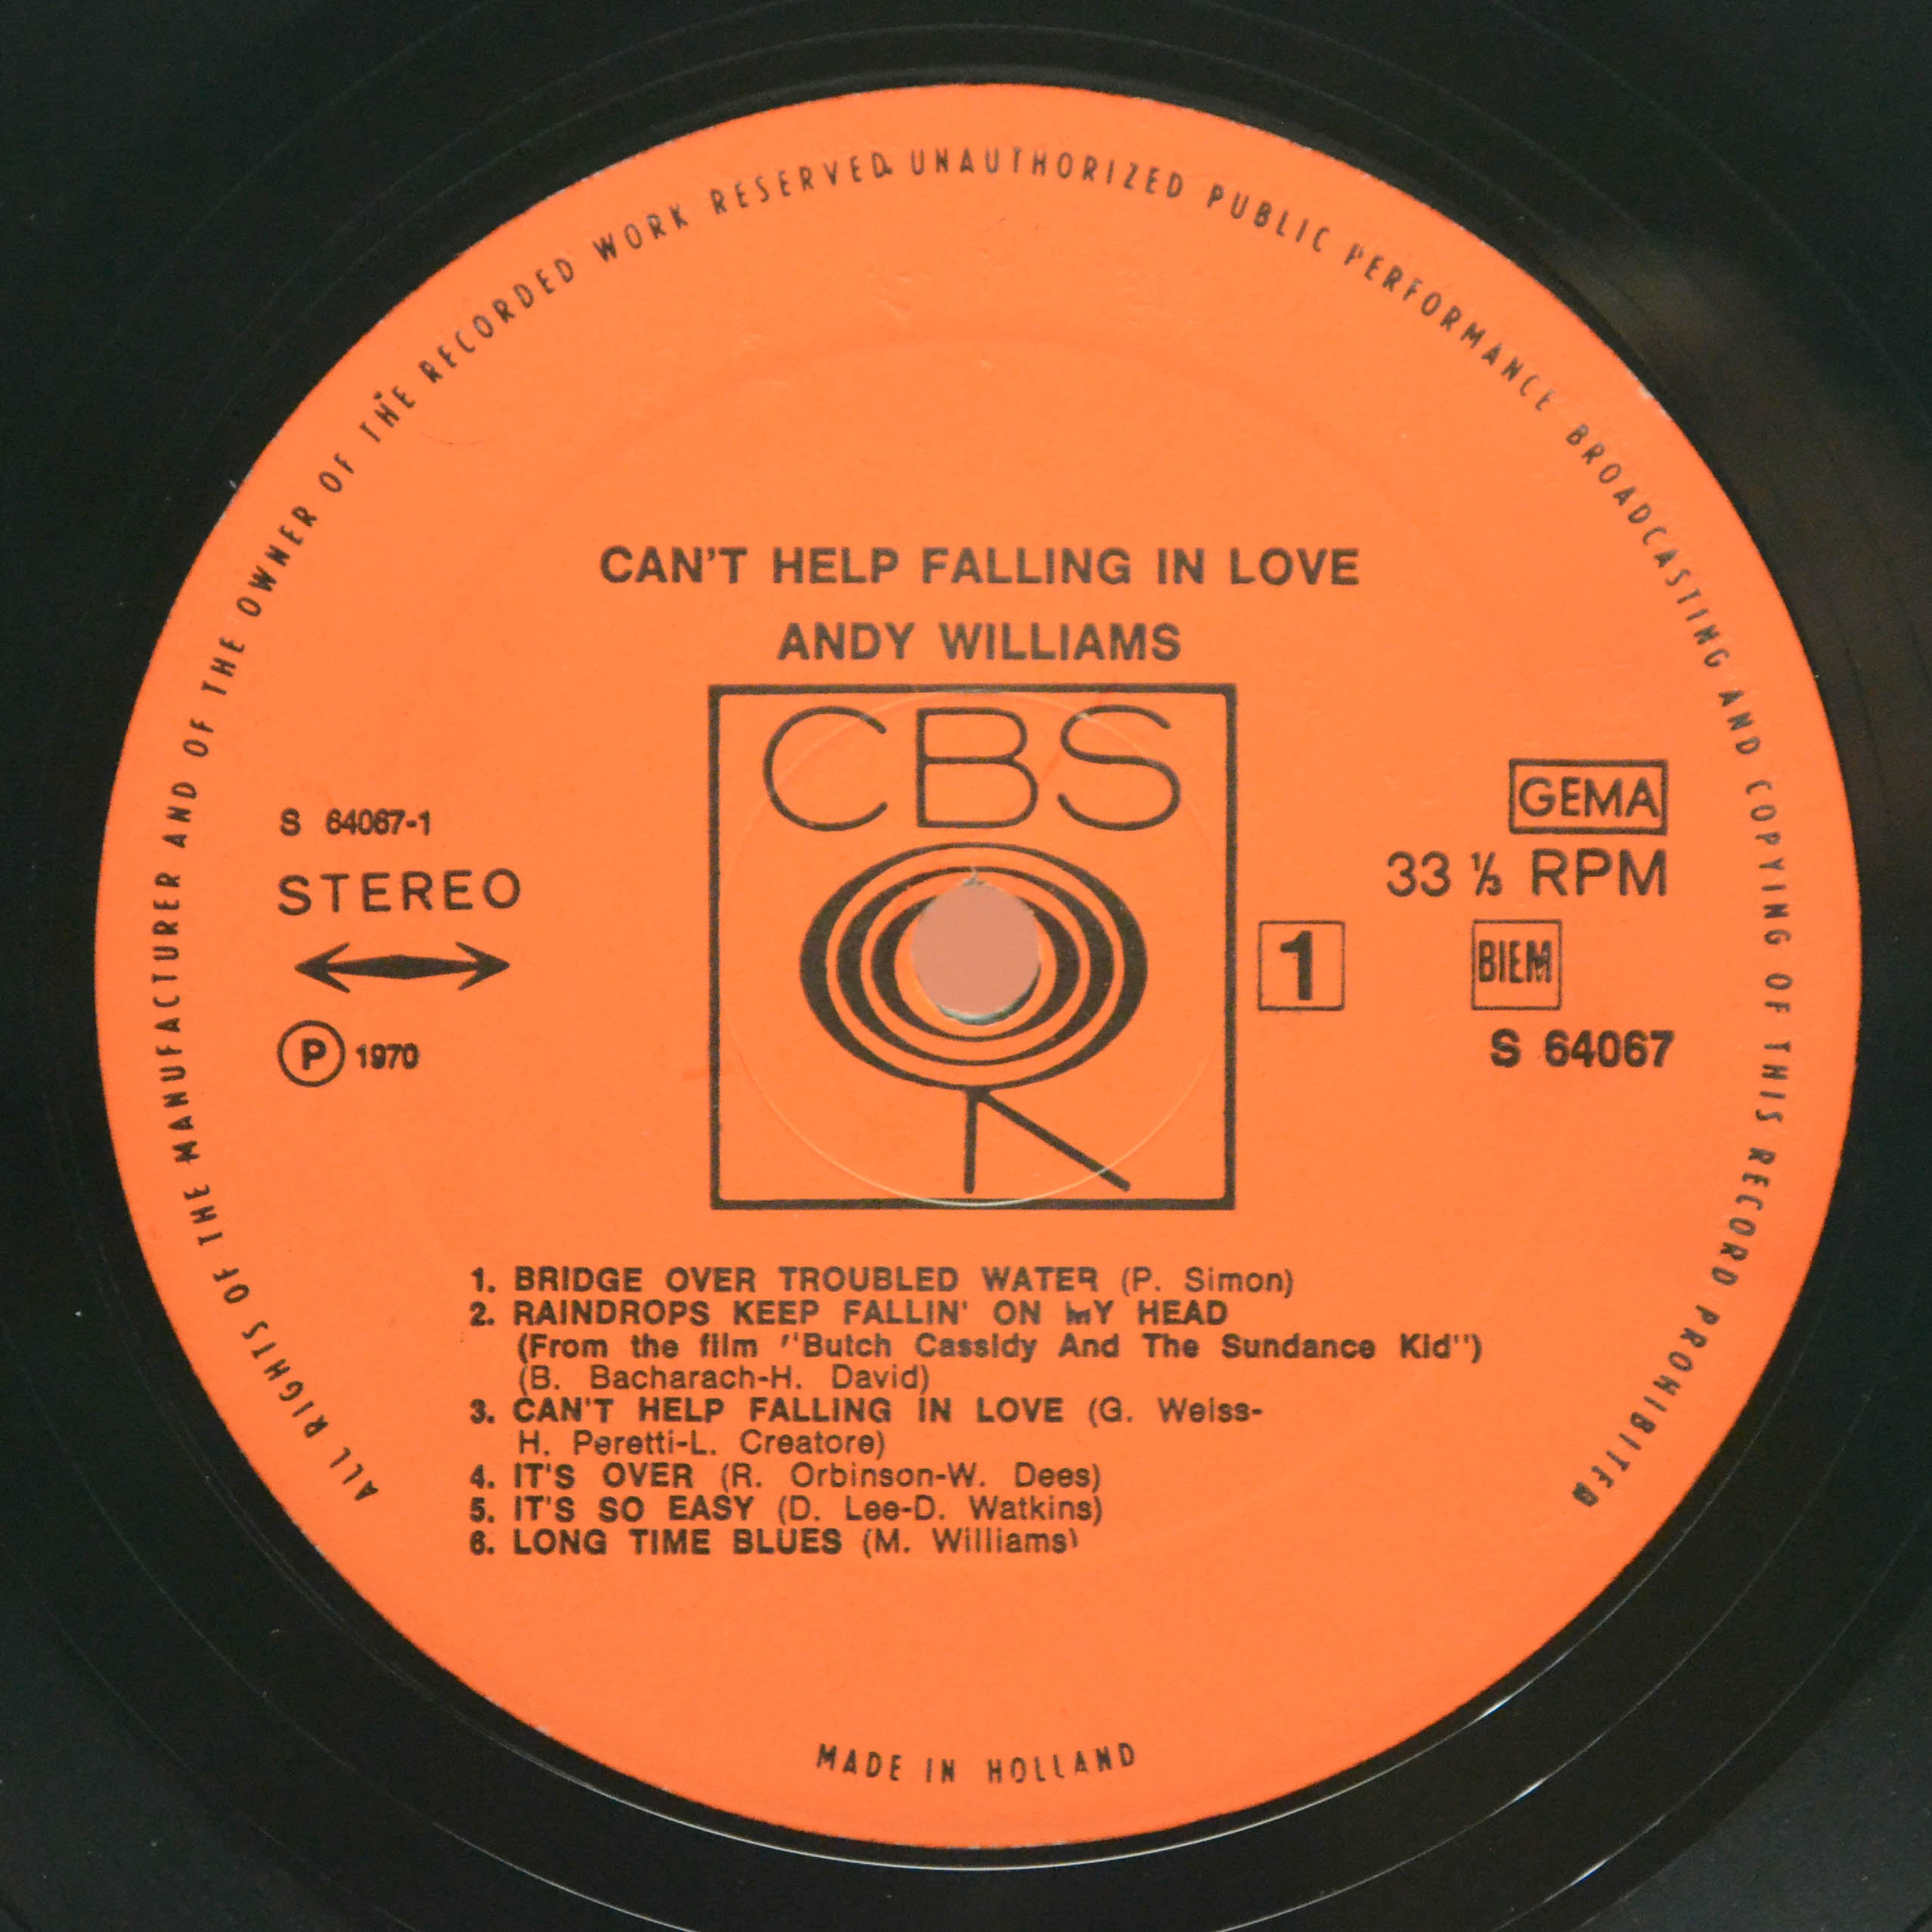 ALL RIGHTS OF THE MANUFACTURER AND OF THE OWNER OF THE RECORDED WORK RESERVED. UNAUTHORIZED PUBLIC PERFORMANCE BROADCASTING AND COPYING OF THIS RECORD PROHIBITED
CAN'T HELP FALLING IN LOVE
ANDY WILLIAMS
CBS
S 64067-1
STEREO
Ⓟ 1970
GEMA
33 ⅓ RPM
1
BIEM
S 64067
1. BRIDGE OVER TROUBLED WATER (P. Simon)
2. RAINDROPS KEEP FALLIN' ON MY HEAD
(From the film ''Butch Cassidy And The Sundance Kid'')
(B. Bacharach-H. David)
3. CAN'T HELP FALLING IN LOVE (G. Weiss-
H. Peretti-L. Creatore)
4. IT'S OVER (R. Orbinson-W. Dees)
5. IT'S SO EASY (D. Lee-D. Watkins)
6. LONG TIME BLUES (M. Williams)
MADE IN HOLLAND